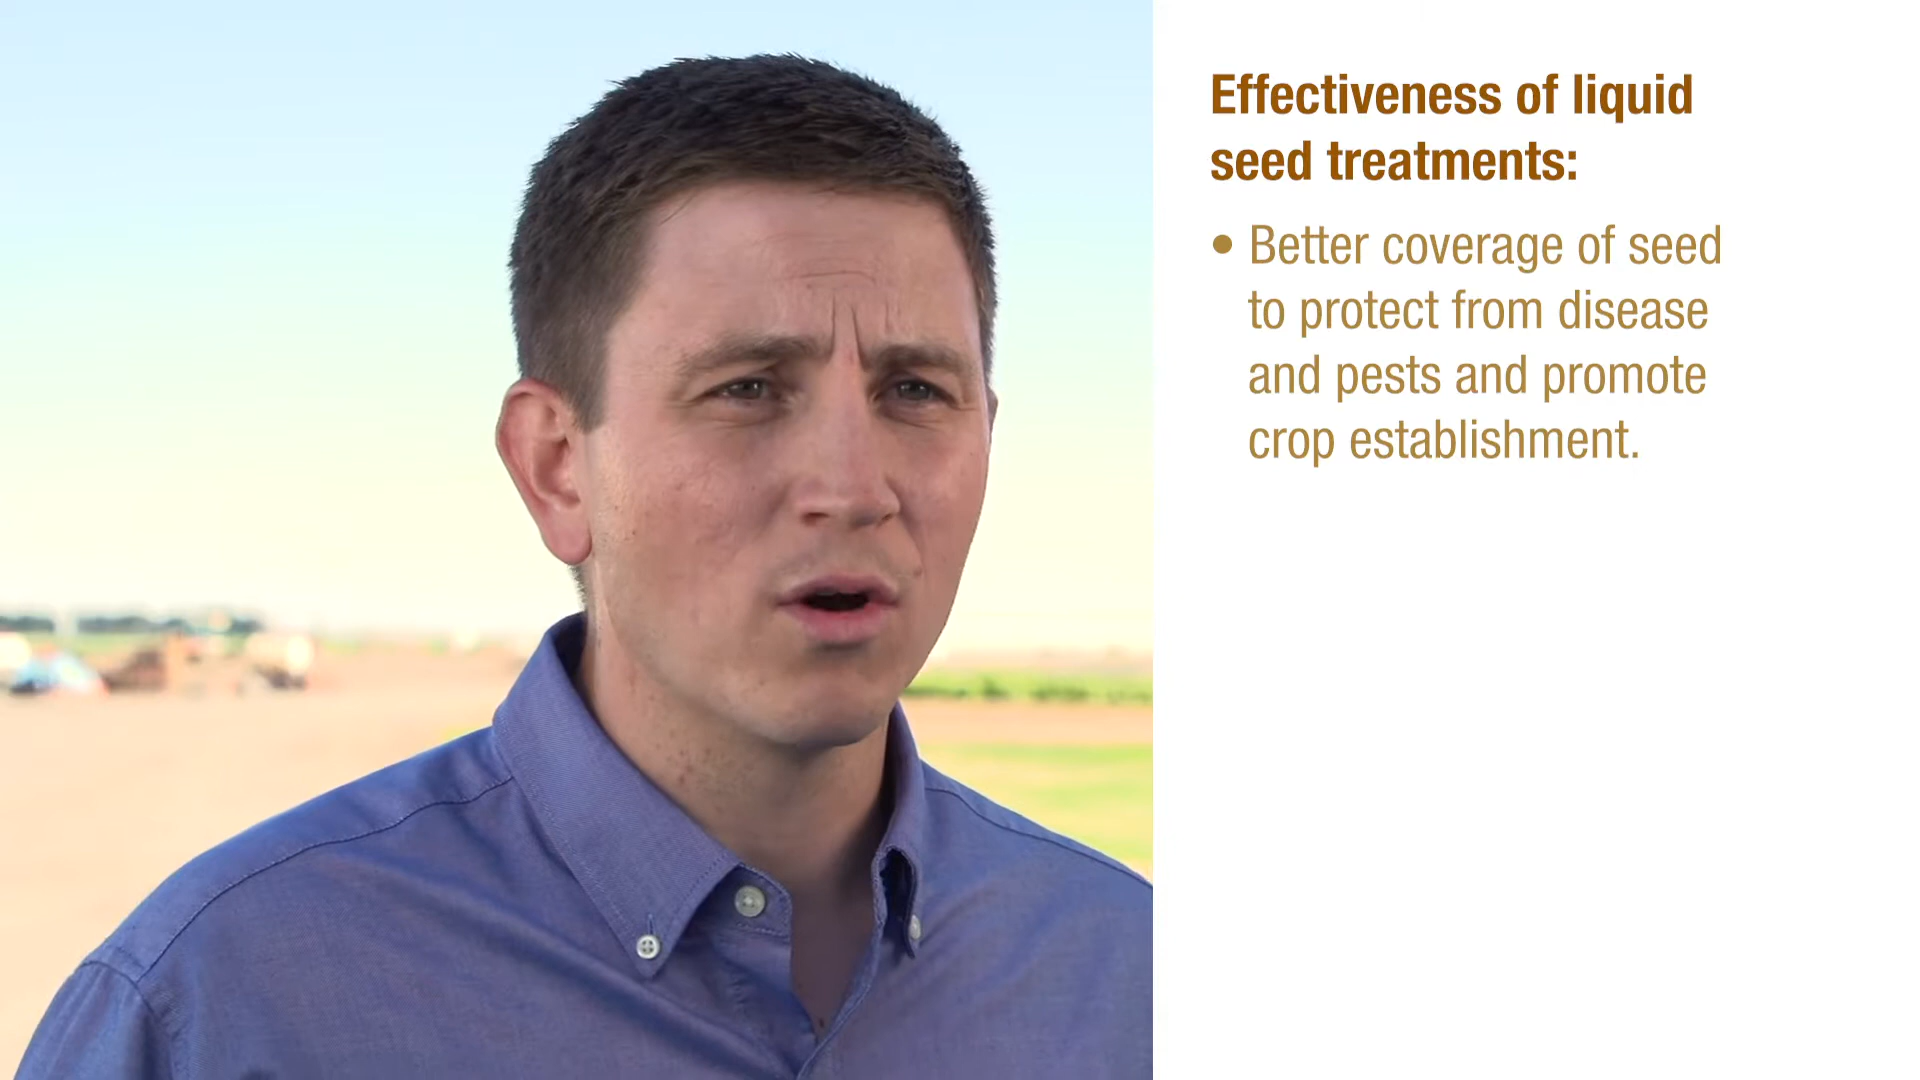 Effectiveness of liquid
seed treatments:
• Better coverage of seed
to protect from disease
and pests and promote
crop establishment.